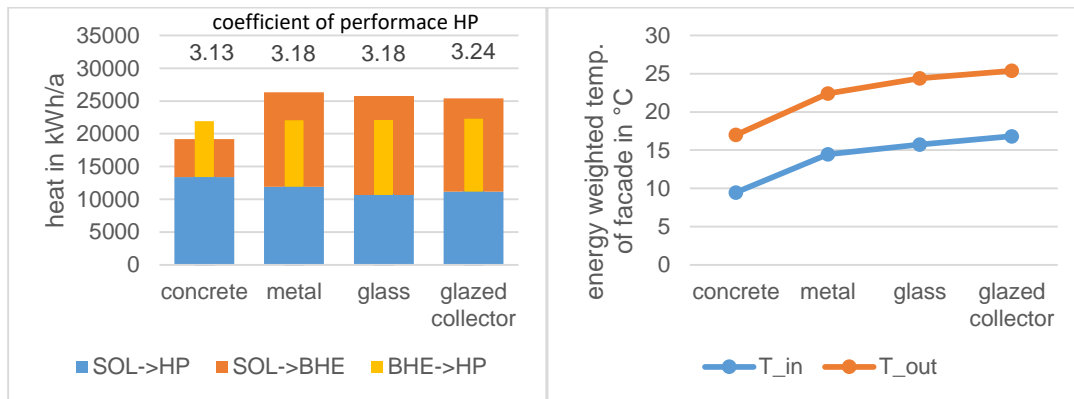 coefficient of performace HP
3.13 3.18 3.18 3.24
heat in kWh/a
35000
30000
25000
20000
15000
10000
5000
0
concrete metal glass glazed
collector
SOL->HP SOL->BHE BHE->HP
energy weighted temp.
of facade in °C
30
25
20
15
10
5
0
concrete metal glass glazed
collector
T_in T_out